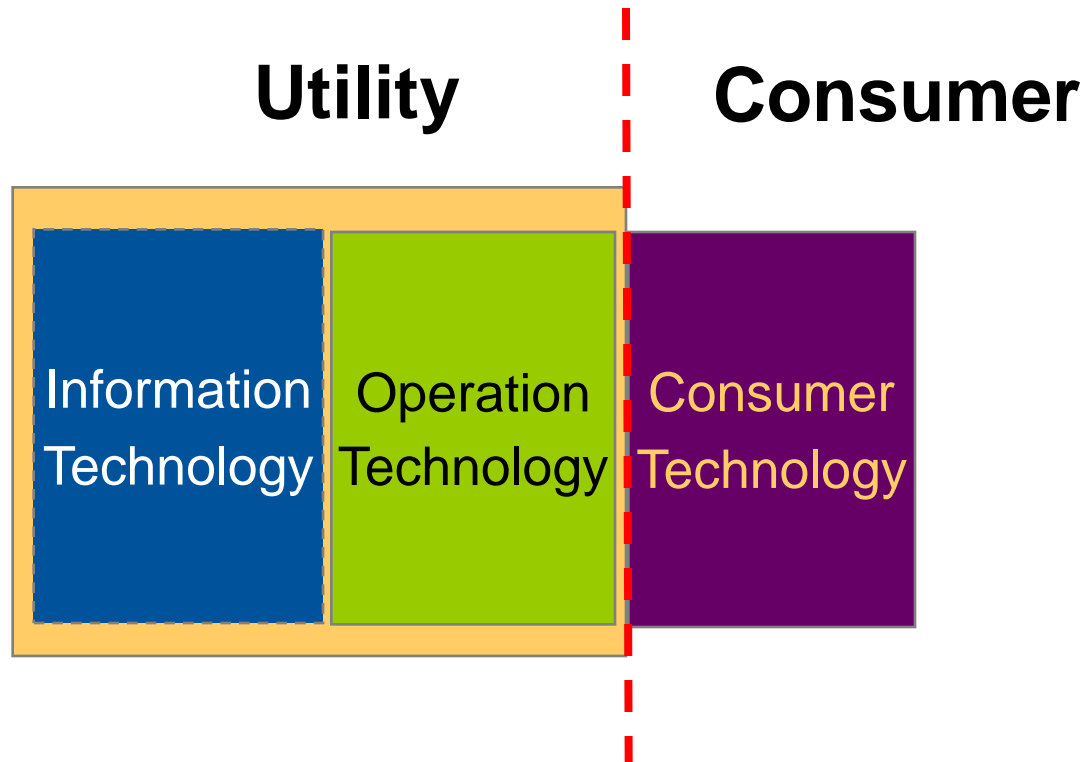 Utility
Consumer
Information
Technology
Operation
Technology
Consumer
Technology